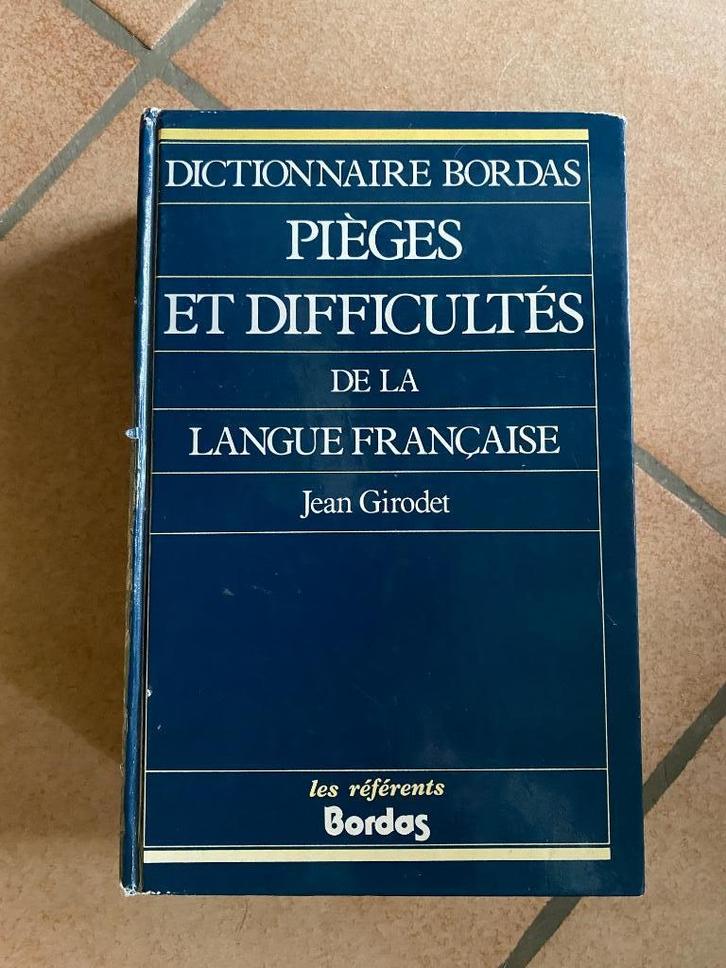 DICTIONNAIRE BORDAS
PIÈGES
ET DIFFICULTÉS
DE LA
LANGUE FRANÇAISE
Jean Girodet
les référents
Bordas